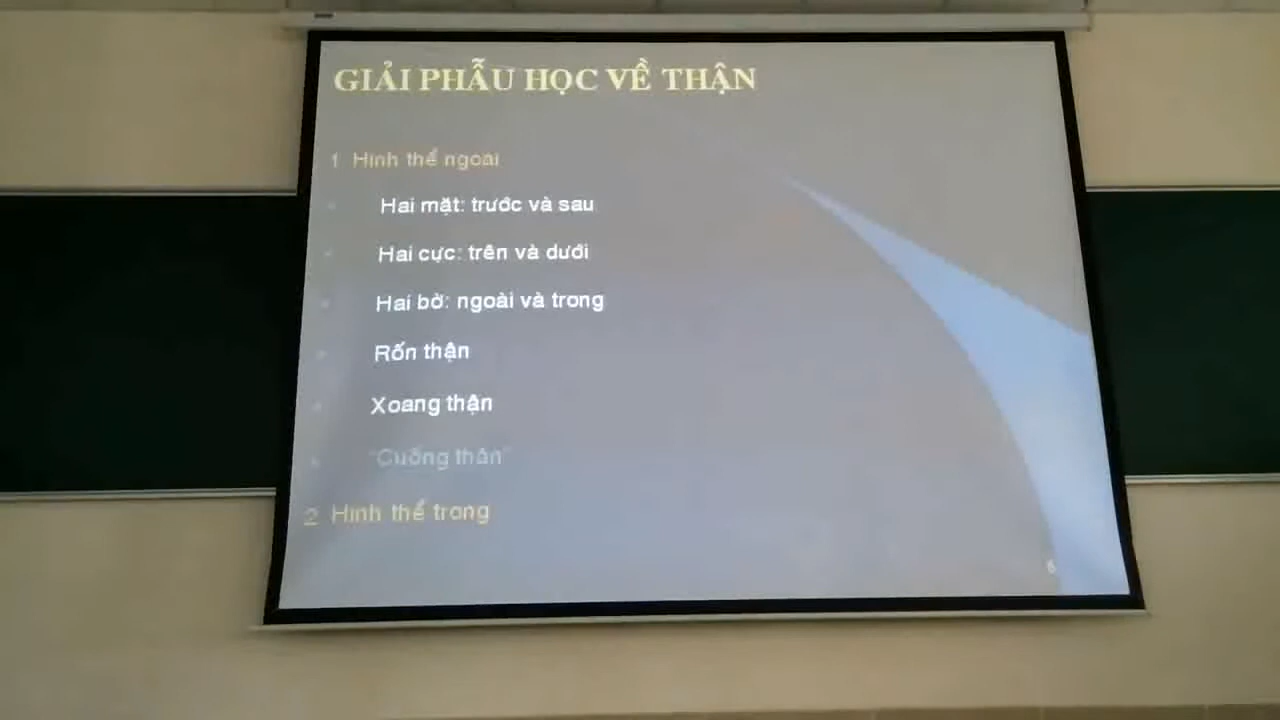 GIẢI PHẪU HỌC VỀ THẬN
1 Hình thể ngoài
Hai mặt: trước và sau
Hai cực: trên và dưới
Hai bờ: ngoài và trong
Rốn thận
Xoang thận
"Cuống thận"
2 Hình thể trong
6